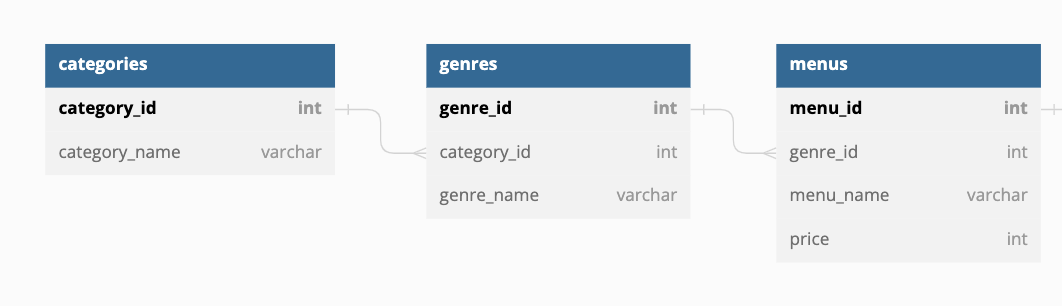 categories
category_id int
category_name varchar
genres
genre_id int
category_id int
genre_name varchar
menus
menu_id int
genre_id int
menu_name varchar
price int